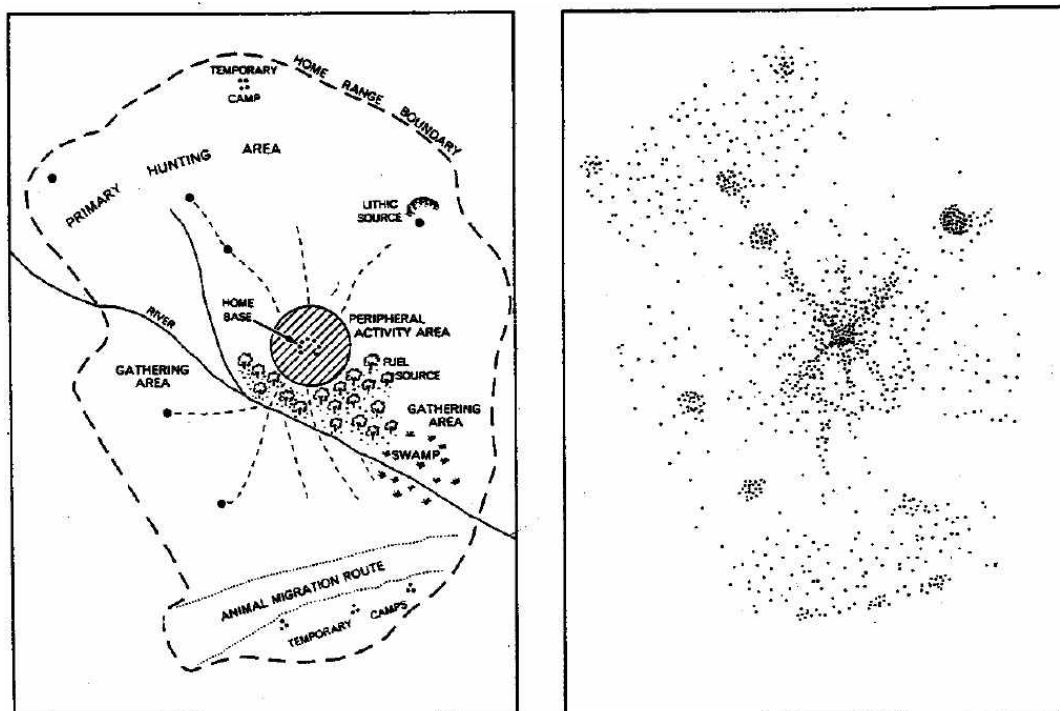 TEMPORARY
CAMP
HOME RANGE BOUNDARY
PRIMARY HUNTING AREA
LITHIC
SOURCE
HOME
BASE
RIVER
PERIPHERAL
ACTIVITY AREA
GATHERING
AREA
FUEL
SOURCE
GATHERING
AREA
SWAMP
ANIMAL MIGRATION ROUTE
TEMPORARY CAMPS